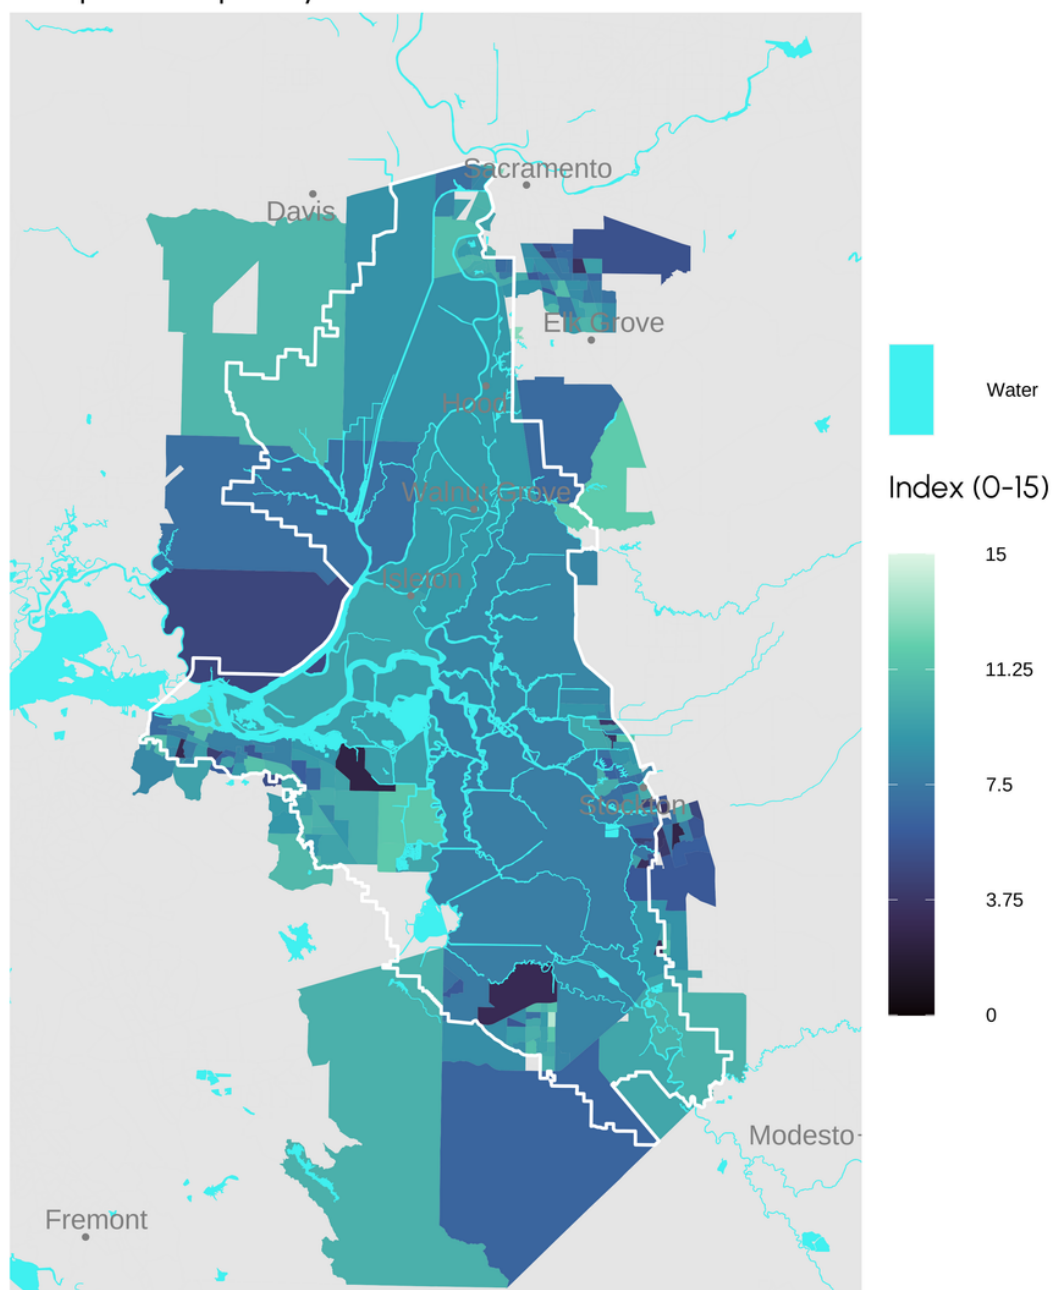 Sacramento
Davis
Elk Grove
Hood
Walnut Grove
Isleton
Stockton
Modesto
Fremont
Water
Index (0-15)
15
11.25
7.5
3.75
0